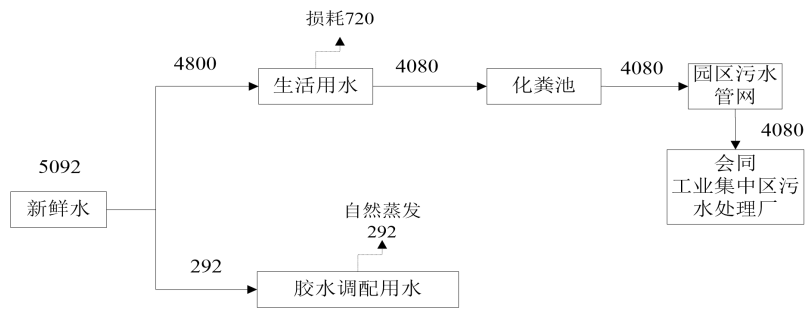 损耗720
4800
生活用水
4080
化粪池
4080
园区污水
管网
4080
会同
工业集中区污
水处理厂
5092
新鲜水
自然蒸发
292
292
胶水调配用水